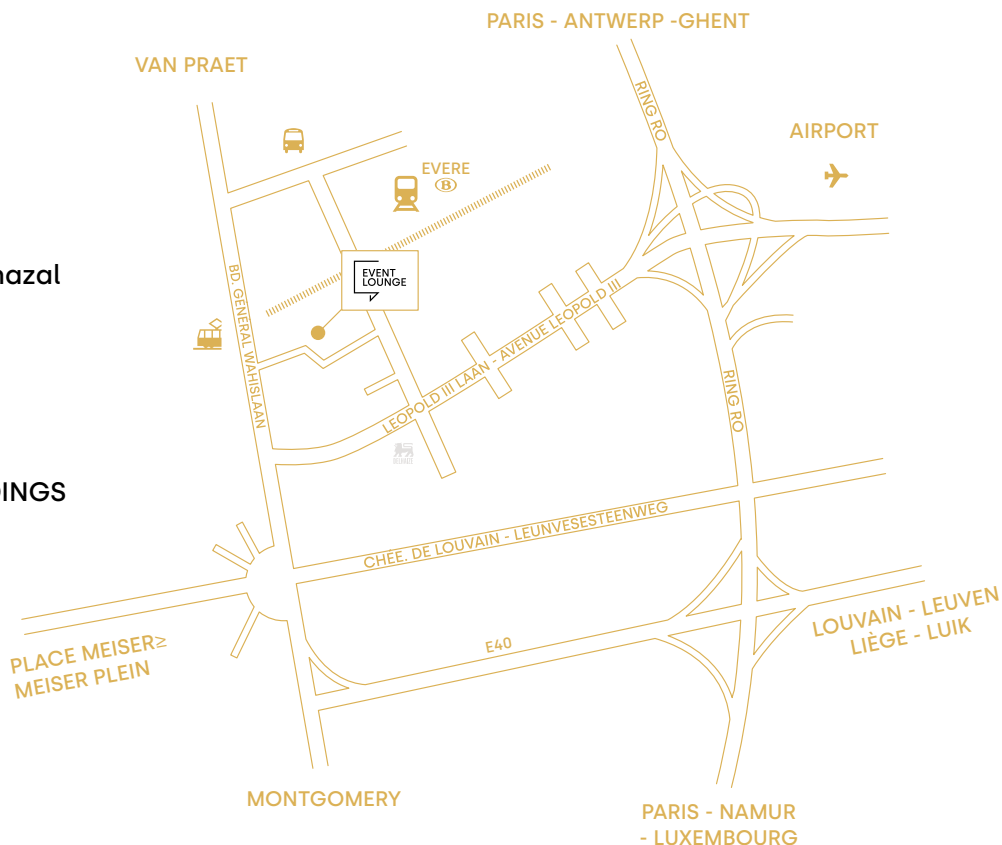 PARIS - ANTWERP -GHENT
VAN PRAET
RING RO
AIRPORT
EVERE
B
nazal
EVENT
LOUNGE
BD. GENERAL WAHISLAAN
LEOPOLD III LAAN - AVENUE LEOPOLD III
RING RO
DELHAIZE
DINGS
CHEE. DE LOUVAIN - LEUNVESESTEENWEG
E40
LOUVAIN - LEUVEN
LIÈGE - LUIK
PLACE MEISER≥
MEISER PLEIN
MONTGOMERY
PARIS - NAMUR
- LUXEMBOURG